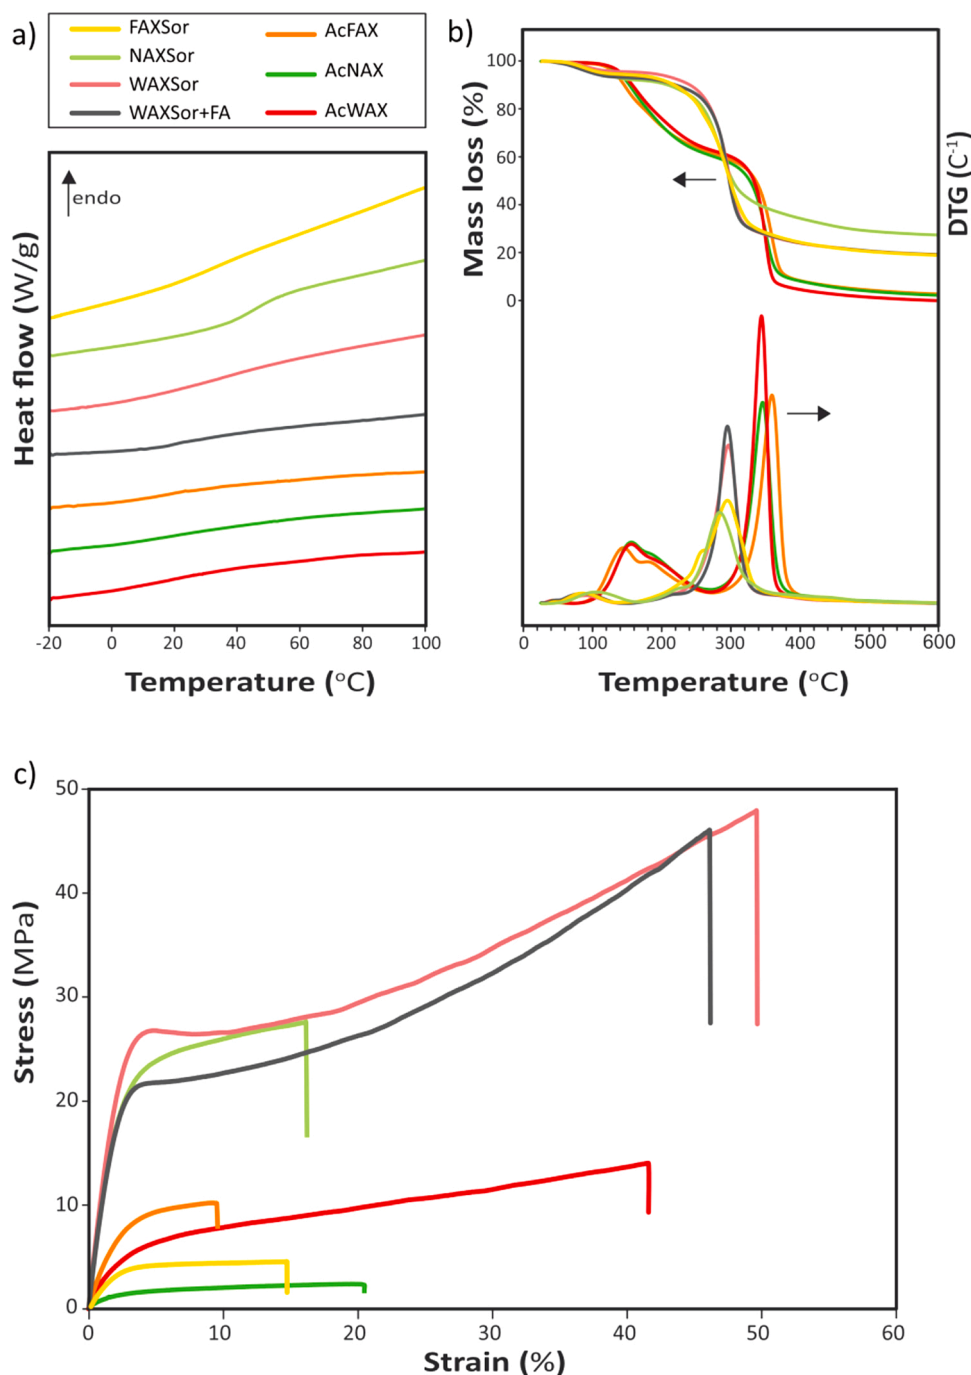 a)
FAXSor
NAXSor
WAXSor
WAXSor+FA
AcFAX
AcNAX
AcWAX
endo
Heat flow (W/g)
-20 0 20 40 60 80 100
Temperature (°C)
b)
100
80
60
40
20
0
Mass loss (%)
DTG (C⁻¹)
0 100 200 300 400 500 600
Temperature (°C)
c)
50
40
30
20
10
0
Stress (MPa)
0 10 20 30 40 50 60
Strain (%)